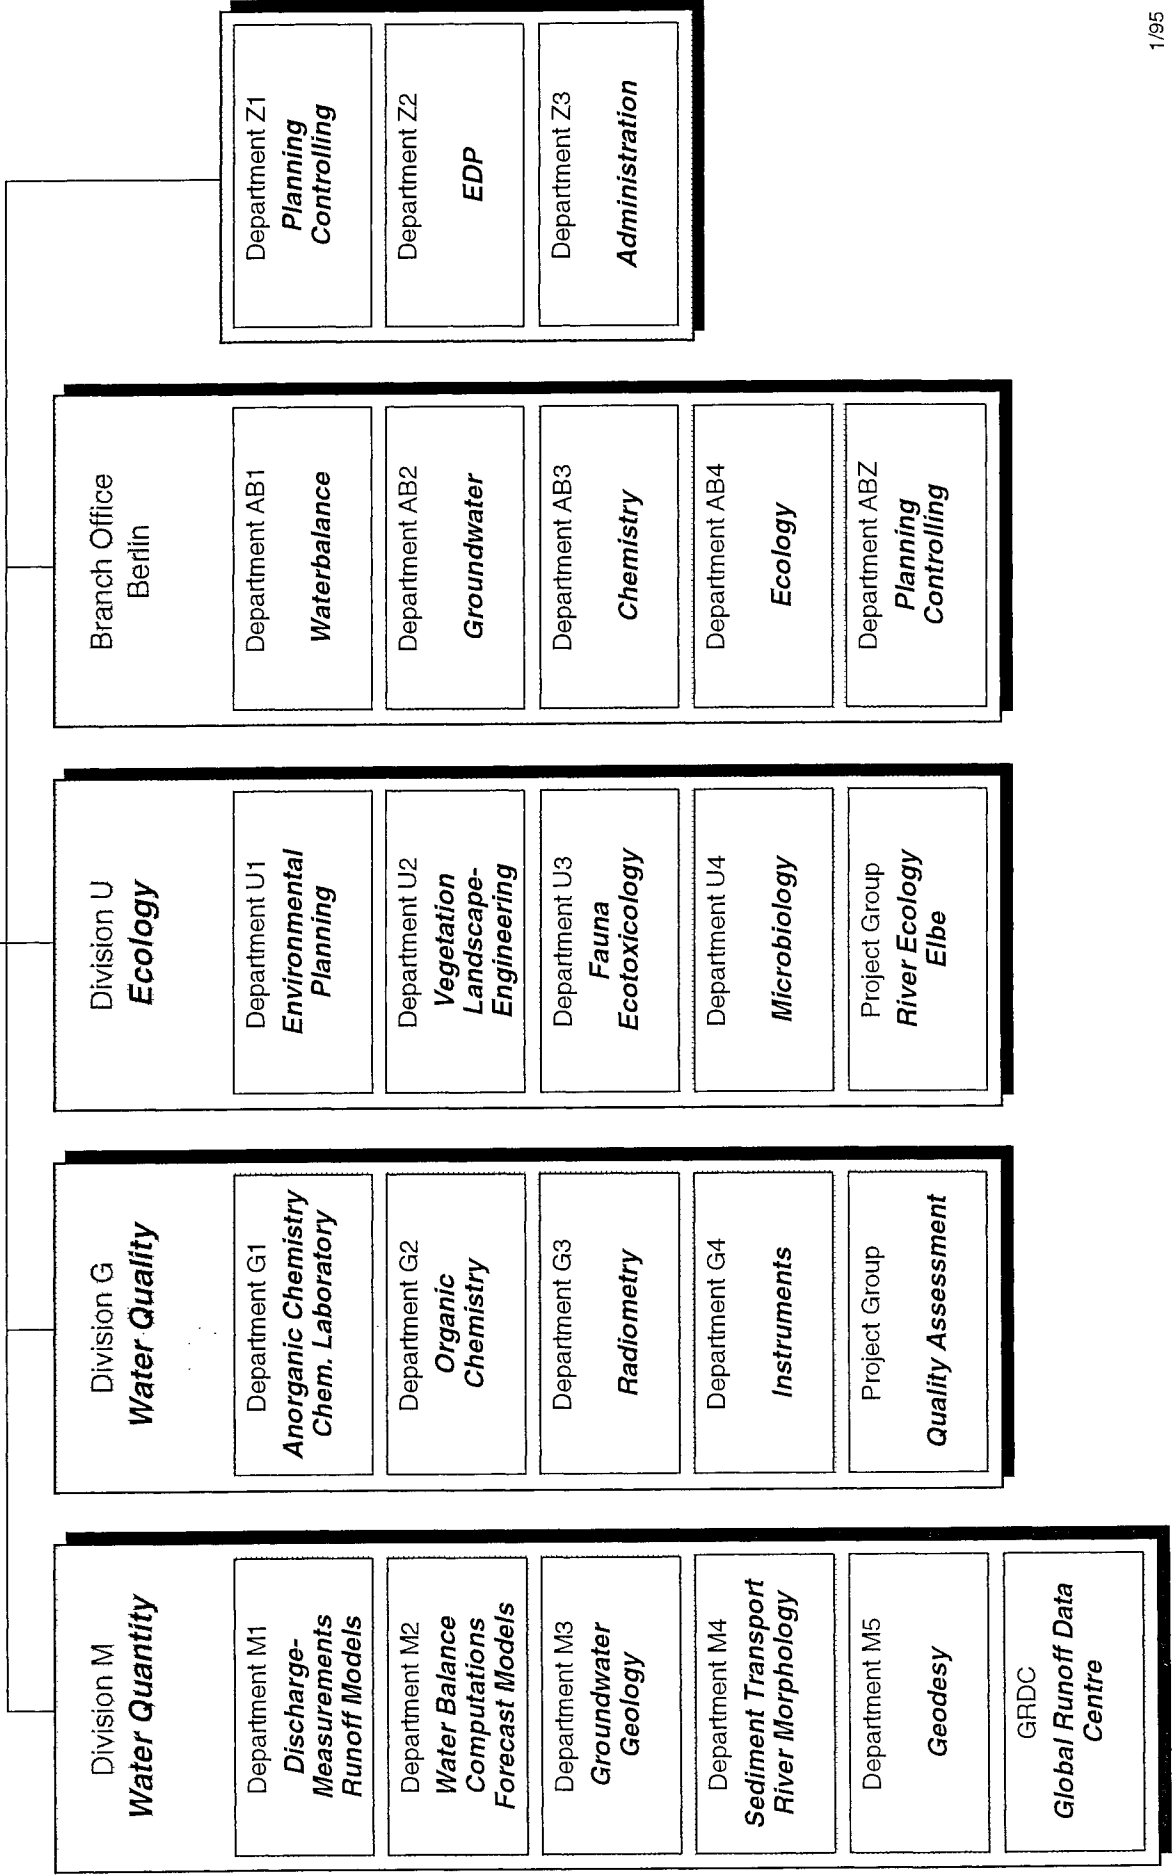 Division M
Water Quantity
Department M1
Discharge-
Measurements
Runoff Models
Department M2
Water Balance
Computations
Forecast Models
Department M3
Groundwater
Geology
Department M4
Sediment Transport
River Morphology
Department M5
Geodesy
GRDC
Global Runoff Data
Centre
Division G
Water Quality
Department G1
Anorganic Chemistry
Chem. Laboratory
Department G2
Organic
Chemistry
Department G3
Radiometry
Department G4
Instruments
Project Group
Quality Assessment
Division U
Ecology
Department U1
Environmental
Planning
Department U2
Vegetation
Landscape-
Engineering
Department U3
Fauna
Ecotoxicology
Department U4
Microbiology
Project Group
River Ecology
Elbe
Branch Office
Berlin
Department AB1
Waterbalance
Department AB2
Groundwater
Department AB3
Chemistry
Department AB4
Ecology
Department ABZ
Planning
Controlling
Department Z1
Planning
Controlling
Department Z2
EDP
Department Z3
Administration
1/95